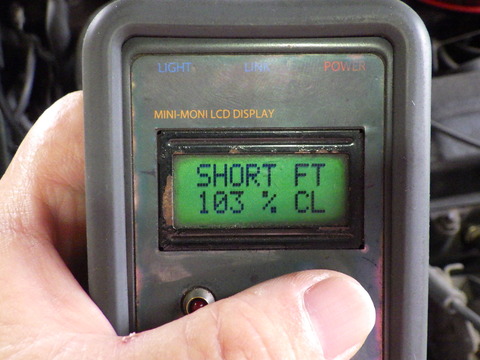 LIGHT LINK POWER
MINI-MONI LCD DISPLAY
SHORT FT
103 % CL